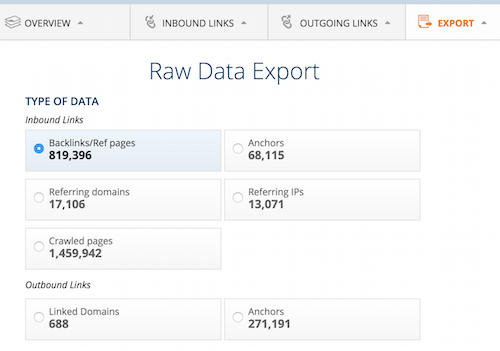 OVERVIEW INBOUND LINKS OUTGOING LINKS EXPORT
Raw Data Export
TYPE OF DATA
Inbound Links
Backlinks/Ref pages
819,396
Anchors
68,115
Referring domains
17,106
Referring IPs
13,071
Crawled pages
1,459,942
Outbound Links
Linked Domains
688
Anchors
271,191